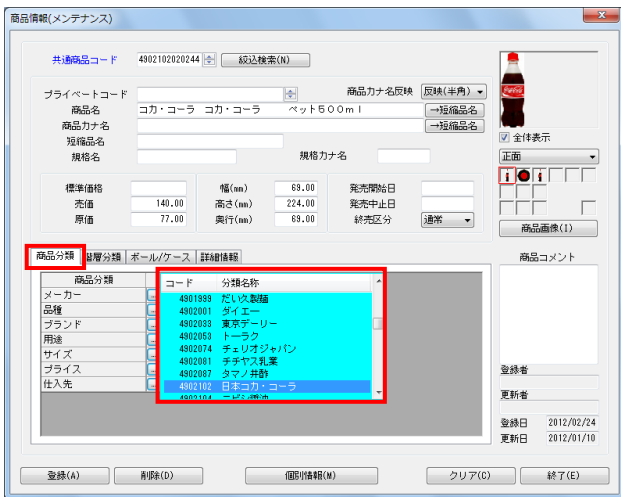 商品情報(メンテナンス)
共通商品コード 4902102020244 絞込検索(N)
プライベートコード 商品カナ名反映 反映(半角)
商品名 コカ・コーラ コカ・コーラ ペット500ml →短縮品名
商品カナ名 →短縮品名
短縮品名
規格名 規格カナ名
全体表示
正面
標準価格 幅(mm) 69.00 発売開始日
売価 140.00 高さ(mm) 224.00 発売中止日
原価 77.00 奥行(mm) 69.00 終売区分 通常
商品画像(I)
商品分類 階層分類 ボール/ケース 詳細情報
商品コメント
商品分類
メーカー
品種
ブランド
用途
サイズ
プライス
仕入先
コード 分類名称
4901999 だい久製麺
4902001 ダイエー
4902033 東京デーリー
4902053 トーラク
4902074 チェリオジャパン
4902081 チチヤス乳業
4902087 タマノ井酢
4902102 日本コカ・コーラ
4902104 ニビシ醤油
登録者
更新者
登録日 2012/02/24
更新日 2012/01/10
登録(A) 削除(D) 個別情報(M) クリア(C) 終了(E)